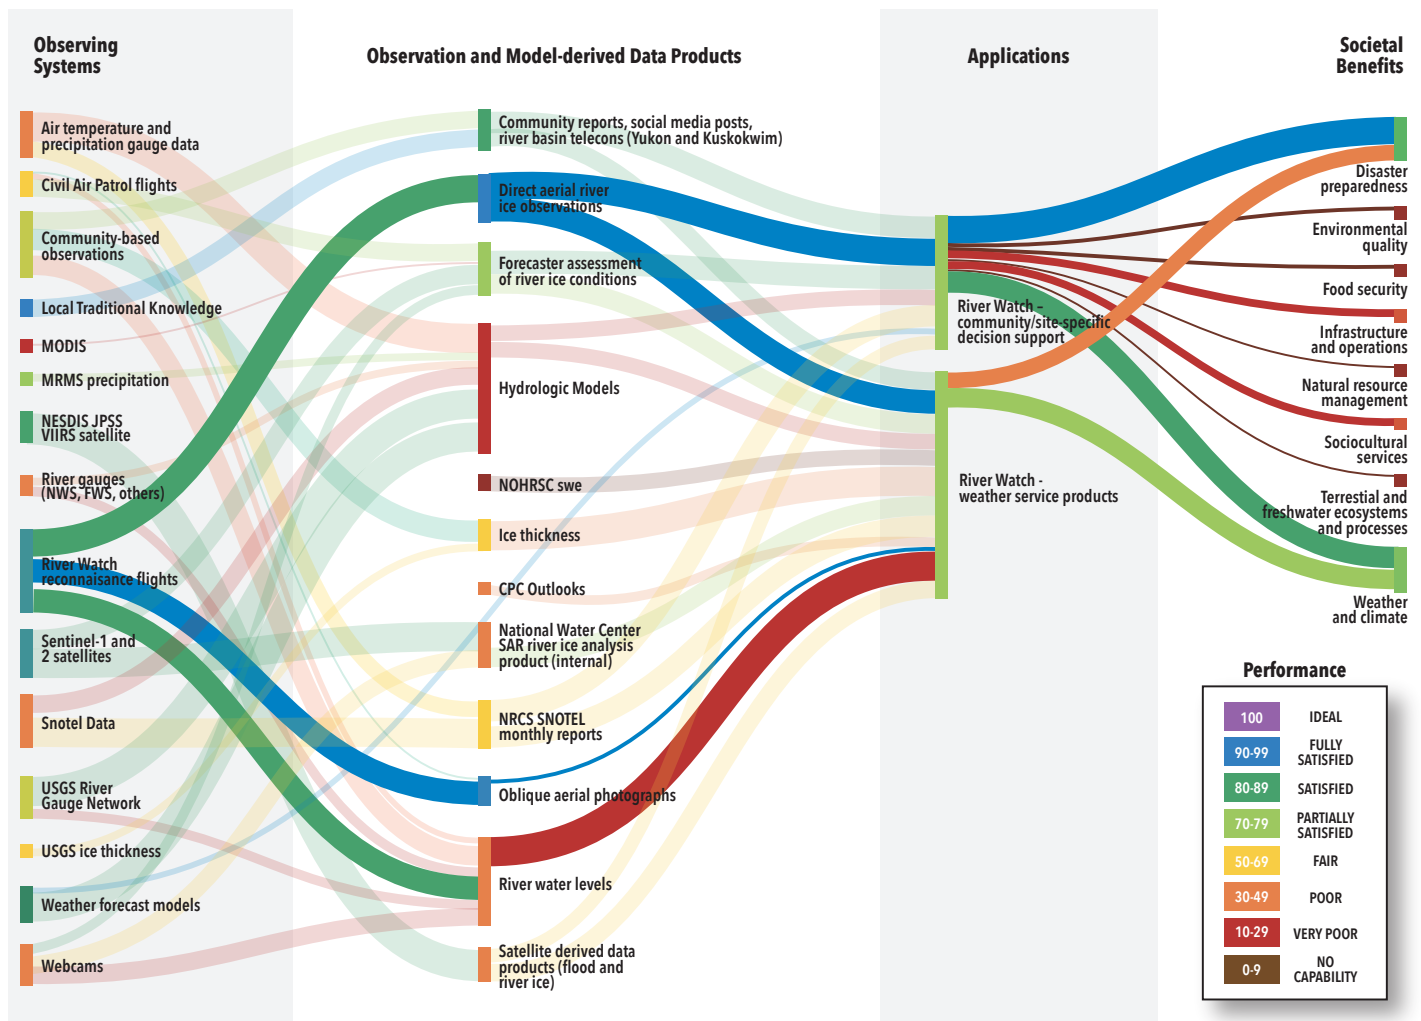 Observing
Systems
Observation and Model-derived Data Products
Applications
Societal
Benefits
Air temperature and
precipitation gauge data
Civil Air Patrol flights
Community-based
observations
Local Traditional Knowledge
MODIS
MRMS precipitation
NESDIS JPSS
VIIRS satellite
River gauges
(NWS, FWS, others)
River Watch
reconnaisance flights
Sentinel-1 and
2 satellites
Snotel Data
USGS River
Gauge Network
USGS ice thickness
Weather forecast models
Webcams
Community reports, social media posts,
river basin telecons (Yukon and Kuskokwim)
Direct aerial river
ice observations
Forecaster assessment
of river ice conditions
Hydrologic Models
NOHRSC swe
Ice thickness
CPC Outlooks
National Water Center
SAR river ice analysis
product (internal)
NRCS SNOTEL
monthly reports
Oblique aerial photographs
River water levels
Satellite derived data
products (flood and
river ice)
River Watch –
community/site-specific
decision support
River Watch -
weather service products
Disaster
preparedness
Environmental
quality
Food security
Infrastructure
and operations
Natural resource
management
Sociocultural
services
Terrestial and
freshwater ecosystems
and processes
Weather
and climate
Performance
100 IDEAL
90-99 FULLY
SATISFIED
80-89 SATISFIED
70-79 PARTIALLY
SATISFIED
50-69 FAIR
30-49 POOR
10-29 VERY POOR
0-9 NO
CAPABILITY